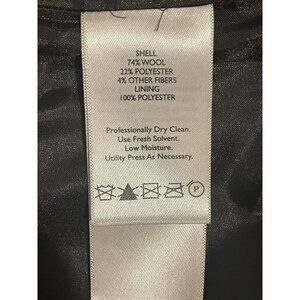 SHELL
74% WOOL
22% POLYESTER
4% OTHER FIBERS
LINING
100% POLYESTER
Professionally Dry Clean.
Use Fresh Solvent.
Low Moisture.
Utility Press As Necessary.
P